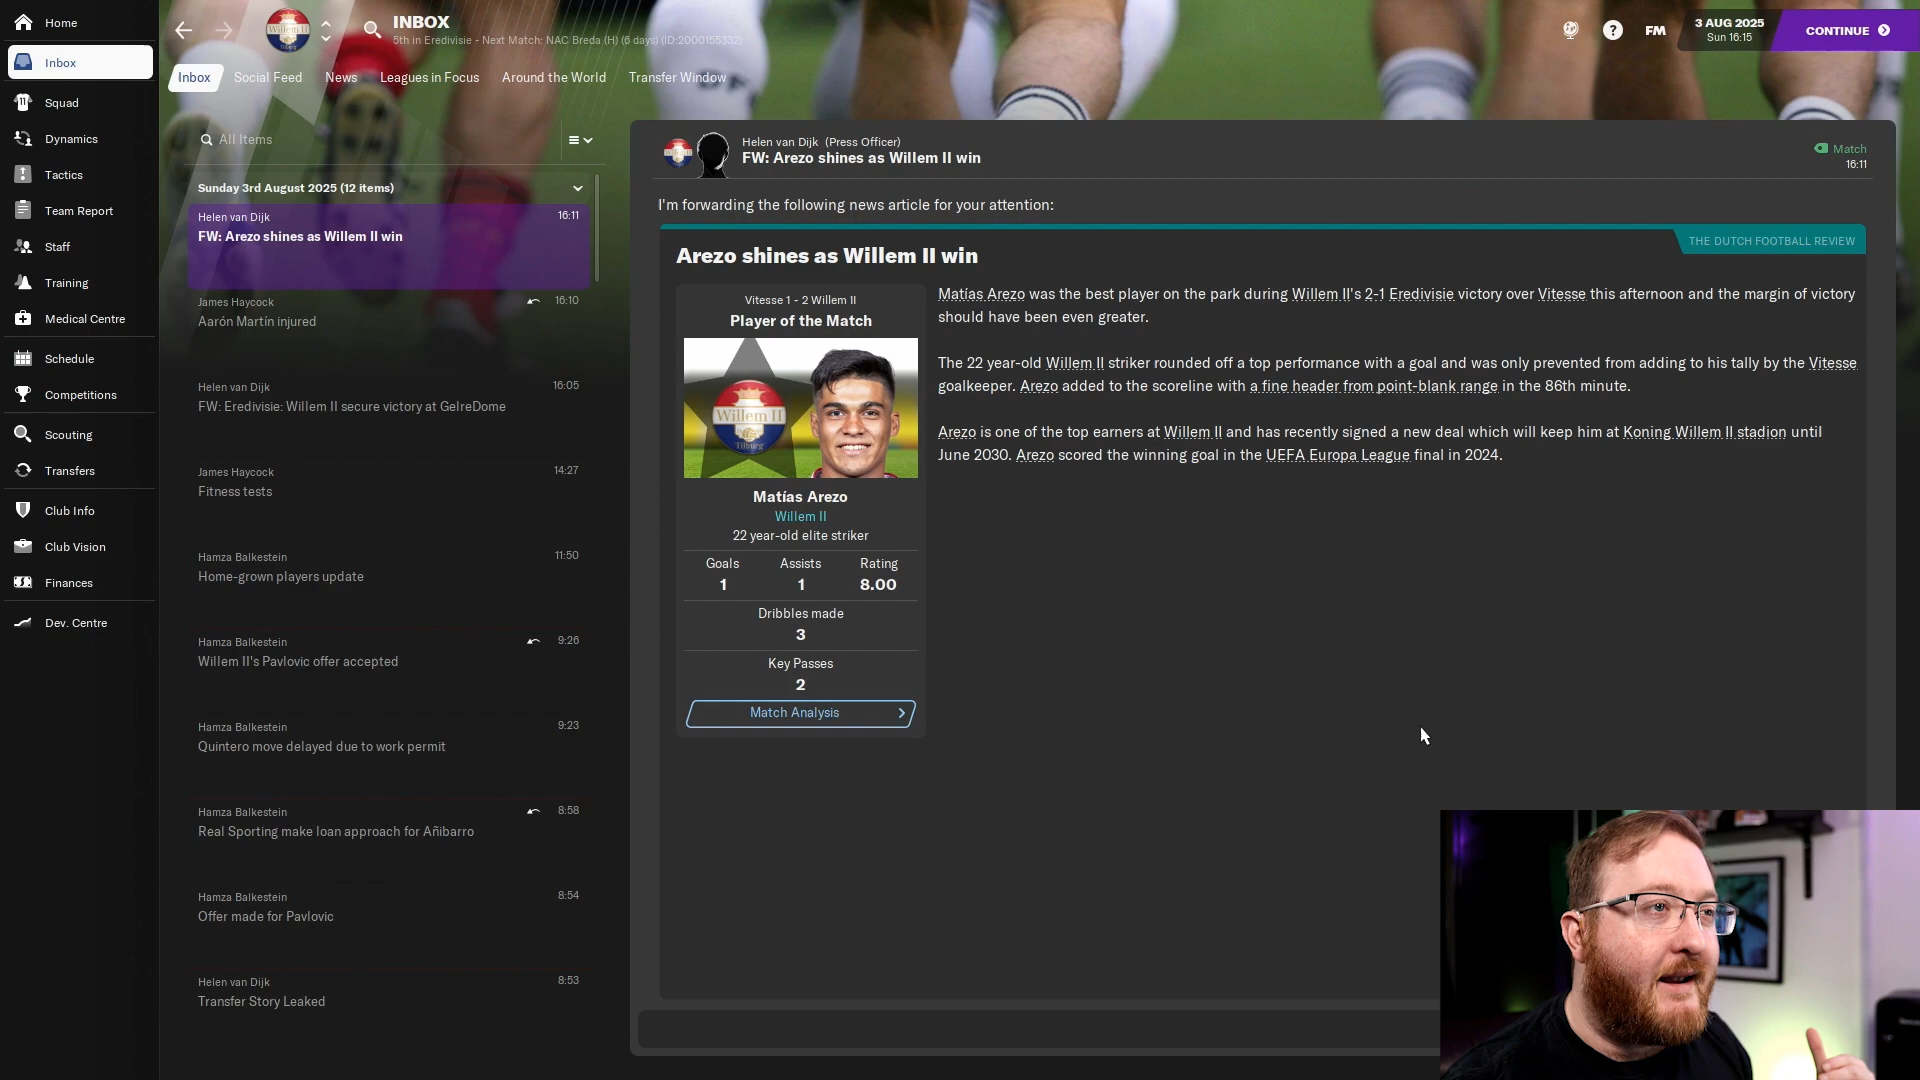 Home
Inbox
Squad
Dynamics
Tactics
Team Report
Staff
Training
Medical Centre
Schedule
Competitions
Scouting
Transfers
Club Info
Club Vision
Finances
Dev. Centre
INBOX
5th in Eredivisie - Next Match: NAC Breda (H) (6 days) (ID:2000155332)
FM
3 AUG 2025
Sun 16:15
CONTINUE
Inbox
Social Feed
News
Leagues in Focus
Around the World
Transfer Window
All Items
Sunday 3rd August 2025 (12 items)
Helen van Dijk 16:11
FW: Arezo shines as Willem II win
James Haycock 16:10
Aarón Martín injured
Helen van Dijk 16:05
FW: Eredivisie: Willem II secure victory at GelreDome
James Haycock 14:27
Fitness tests
Hamza Balkestein 11:50
Home-grown players update
Hamza Balkestein 9:26
Willem II's Pavlovic offer accepted
Hamza Balkestein 9:23
Quintero move delayed due to work permit
Hamza Balkestein 8:58
Real Sporting make loan approach for Añibarro
Hamza Balkestein 8:54
Offer made for Pavlovic
Helen van Dijk 8:53
Transfer Story Leaked
Helen van Dijk (Press Officer)
FW: Arezo shines as Willem II win
Match
16:11
I'm forwarding the following news article for your attention:
THE DUTCH FOOTBALL REVIEW
Arezo shines as Willem II win
Vitesse 1 - 2 Willem II
Player of the Match
Willem II
Tilburg
Matías Arezo
Willem II
22 year-old elite striker
Goals Assists Rating
1 1 8.00
Dribbles made
3
Key Passes
2
Match Analysis
Matías Arezo was the best player on the park during Willem II's 2-1 Eredivisie victory over Vitesse this afternoon and the margin of victory
should have been even greater.
The 22 year-old Willem II striker rounded off a top performance with a goal and was only prevented from adding to his tally by the Vitesse
goalkeeper. Arezo added to the scoreline with a fine header from point-blank range in the 86th minute.
Arezo is one of the top earners at Willem II and has recently signed a new deal which will keep him at Koning Willem II stadion until
June 2030. Arezo scored the winning goal in the UEFA Europa League final in 2024.